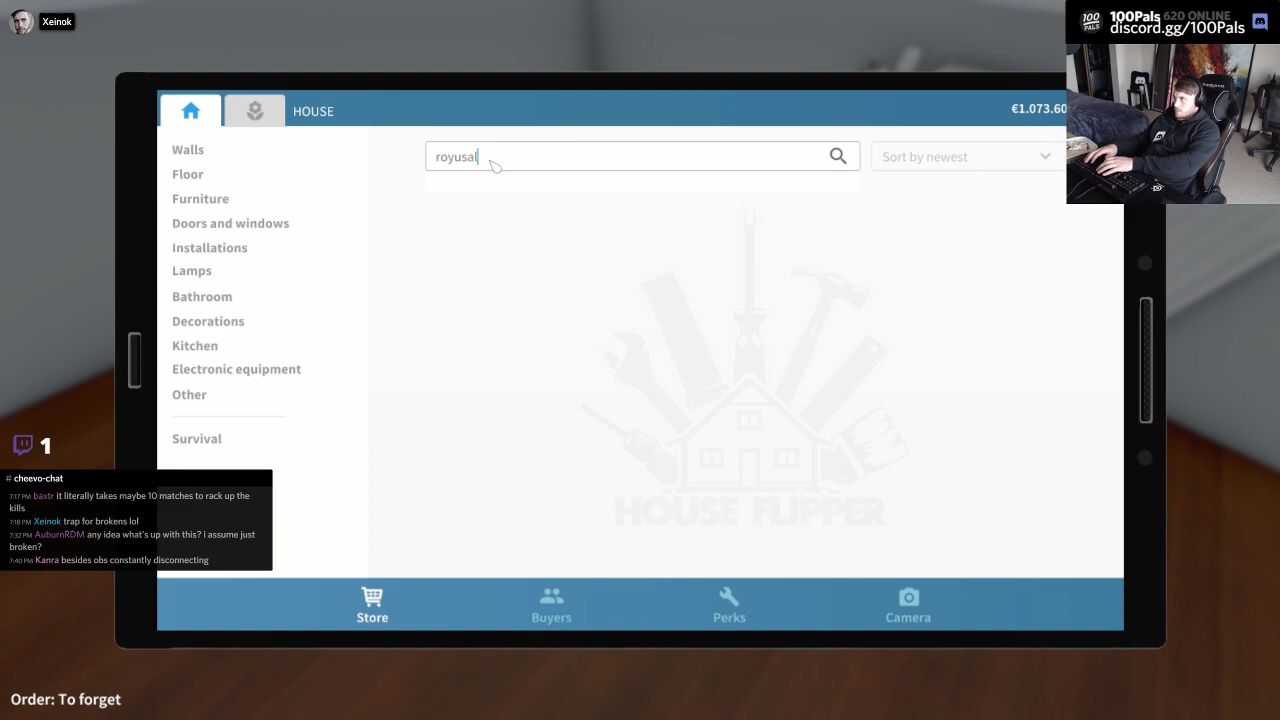 Xeinok
100Pals 620 ONLINE
discord.gg/100Pals
100
PALS
HOUSE
€1.073.60
Walls
Floor
Furniture
Doors and windows
Installations
Lamps
Bathroom
Decorations
Kitchen
Electronic equipment
Other
Survival
royusal
Sort by newest
HOUSE FLIPPER
1
# cheevo-chat
7:17 PM baxtr it literally takes maybe 10 matches to rack up the
kills
7:18 PM Xeinok trap for brokens lol
7:32 PM AuburnRDM any idea what's up with this? i assume just
broken?
7:40 PM Kanra besides obs constantly disconnecting
Store
Buyers
Perks
Camera
Order: To forget